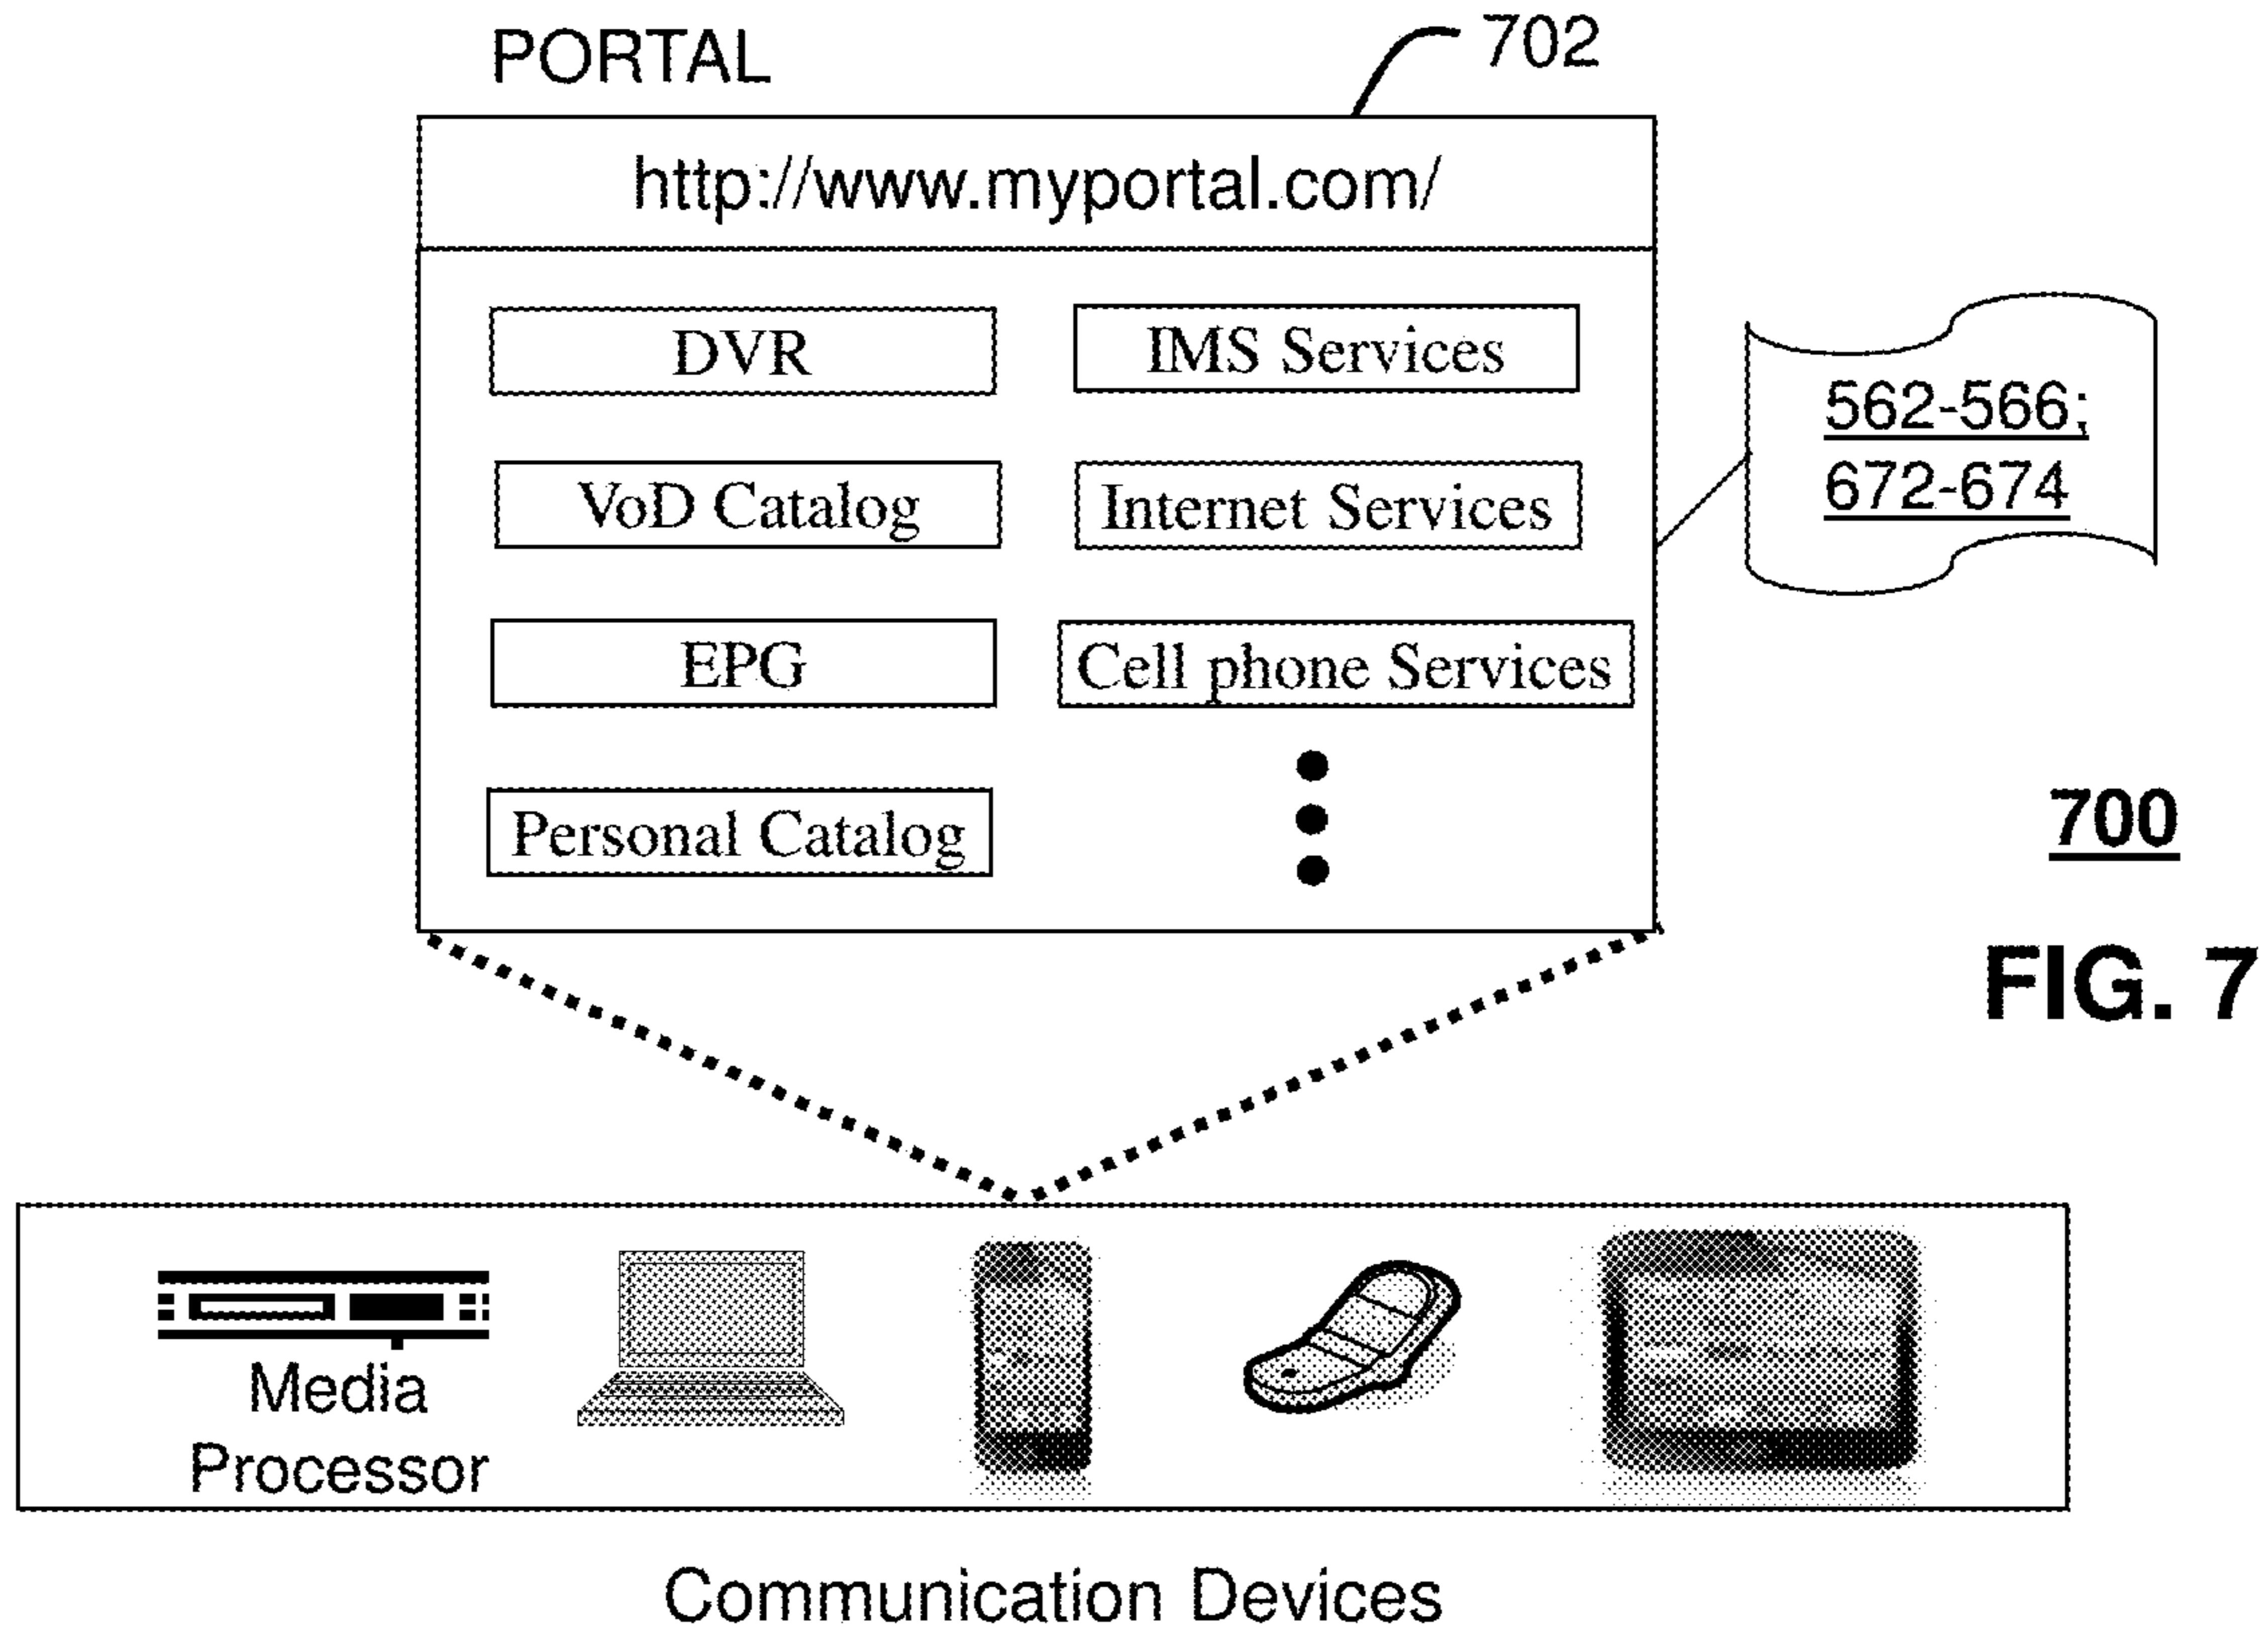 PORTAL
702
http://www.myportal.com/
DVR
IMS Services
VoD Catalog
Internet Services
EPG
Cell phone Services
Personal Catalog
562-566;
672-674
700
FIG. 7
Media
Processor
Communication Devices